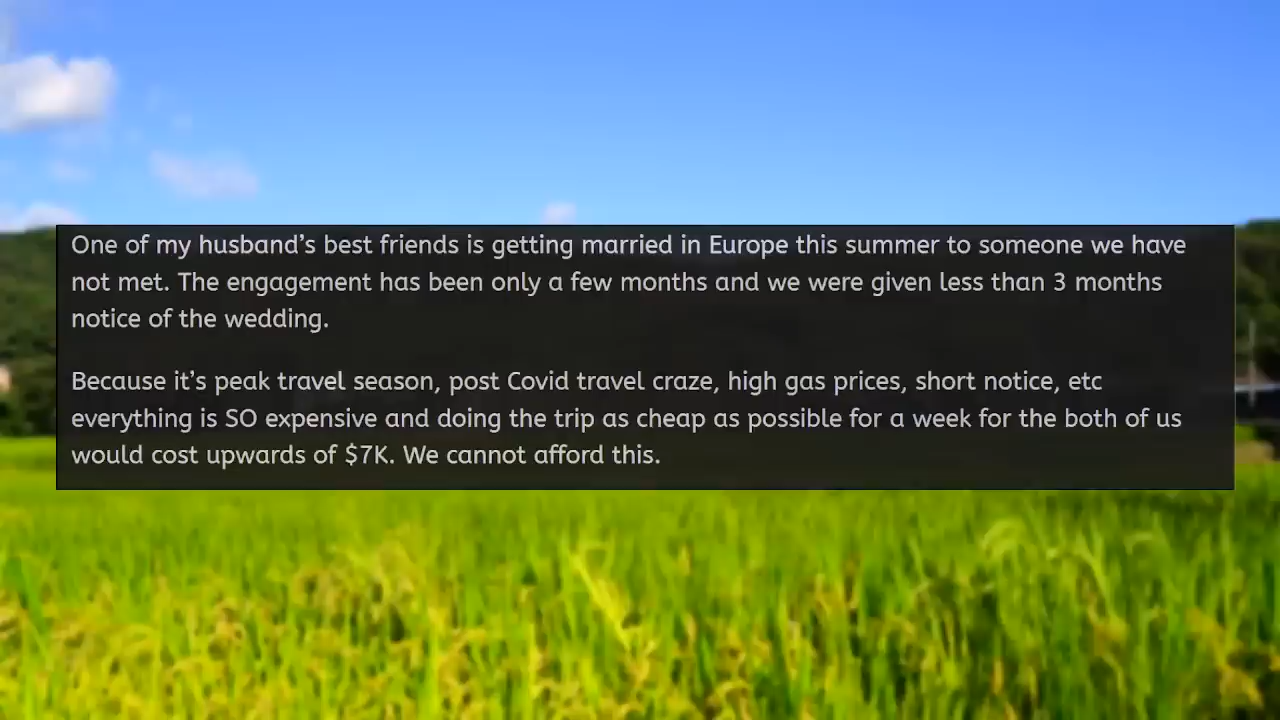 One of my husband’s best friends is getting married in Europe this summer to someone we have
not met. The engagement has been only a few months and we were given less than 3 months
notice of the wedding.
Because it’s peak travel season, post Covid travel craze, high gas prices, short notice, etc
everything is SO expensive and doing the trip as cheap as possible for a week for the both of us
would cost upwards of $7K. We cannot afford this.